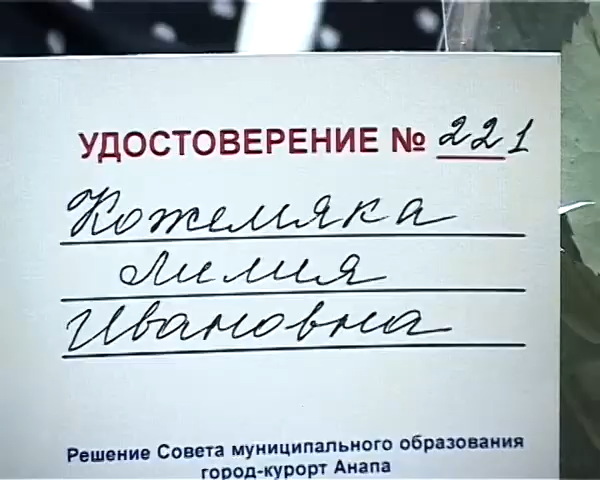 УДОСТОВЕРЕНИЕ № 221
Кожемяка
Лилия
Ивановна
Решение Совета муниципального образования
город-курорт Анапа